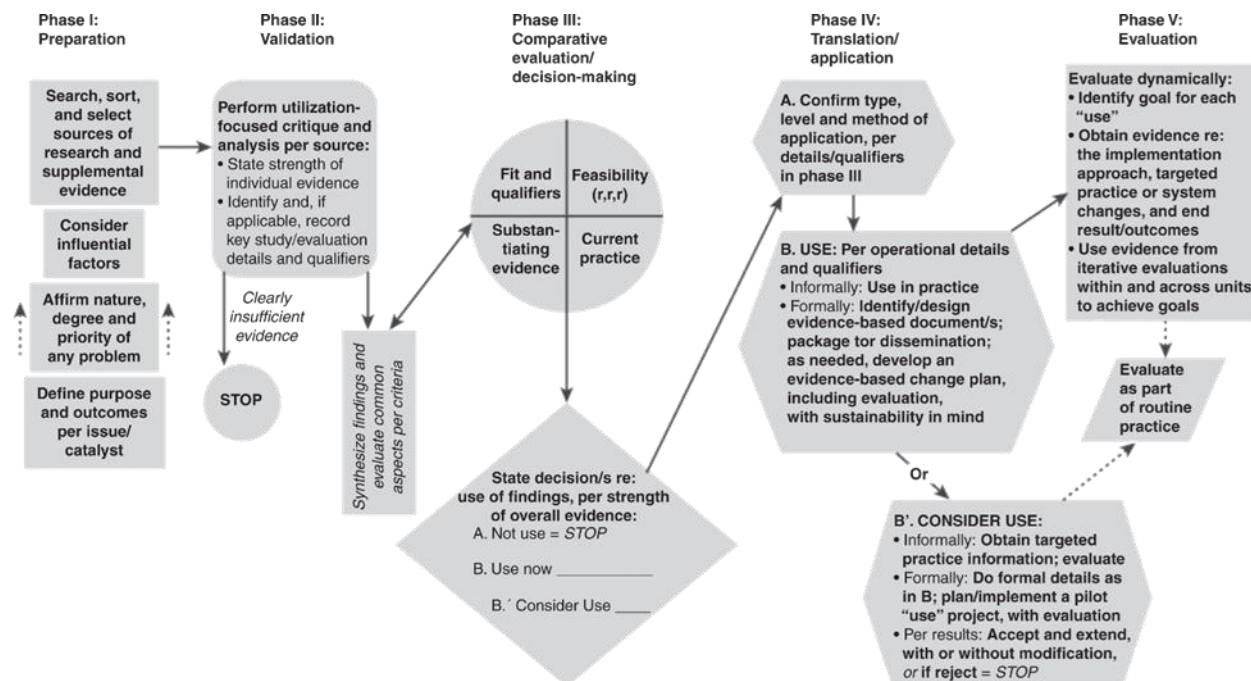 Phase I:
Preparation
Search, sort,
and select
sources of
research and
supplemental
evidence
Consider
influential
factors
Affirm nature,
degree and
priority of
any problem
Define purpose
and outcomes
per issue/
catalyst
Phase II:
Validation
Perform utilization-
focused critique and
analysis per source:
• State strength of
individual evidence
• Identify and, if
applicable, record
key study/evaluation
details and qualifiers
Clearly
insufficient
evidence
STOP
Synthesize findings and
evaluate common
aspects per criteria
Phase III:
Comparative
evaluation/
decision-making
Fit and
qualifiers
Feasibility
(r,r,r)
Substan-
tiating
evidence
Current
practice
State decision/s re:
use of findings, per strength
of overall evidence:
A. Not use = STOP
B. Use now ___________
B.´ Consider Use ____
Phase IV:
Translation/
application
A. Confirm type,
level and method of
application, per
details/qualifiers
in phase III
B. USE: Per operational details
and qualifiers
• Informally: Use in practice
• Formally: Identify/design
evidence-based document/s;
package tor dissemination;
as needed, develop an
evidence-based change plan,
including evaluation,
with sustainability in mind
Or
B'. CONSIDER USE:
• Informally: Obtain targeted
practice information; evaluate
• Formally: Do formal details as
in B; plan/implement a pilot
“use” project, with evaluation
• Per results: Accept and extend,
with or without modification,
or if reject = STOP
Phase V:
Evaluation
Evaluate dynamically:
• Identify goal for each
“use”
• Obtain evidence re:
the implementation
approach, targeted
practice or system
changes, and end
result/outcomes
• Use evidence from
iterative evaluations
within and across units
to achieve goals
Evaluate
as part
of routine
practice